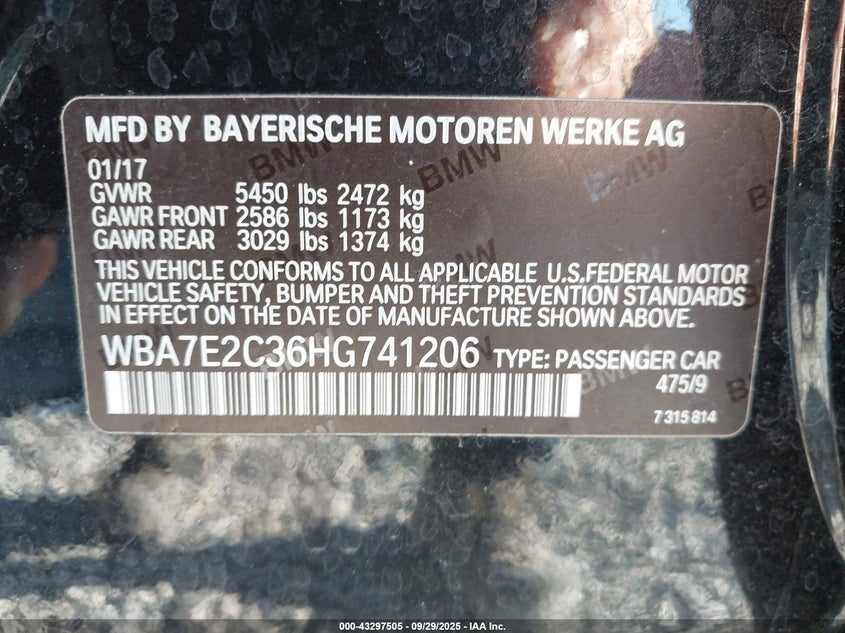 MFD BY BAYERISCHE MOTOREN WERKE AG
01/17
GVWR 5450 lbs 2472 kg
GAWR FRONT 2586 lbs 1173 kg
GAWR REAR 3029 lbs 1374 kg
THIS VEHICLE CONFORMS TO ALL APPLICABLE U.S.FEDERAL MOTOR
VEHICLE SAFETY, BUMPER AND THEFT PREVENTION STANDARDS
IN EFFECT ON THE DATE OF MANUFACTURE SHOWN ABOVE.
WBA7E2C36HG741206 TYPE: PASSENGER CAR
475/9
7 315 814
000-43297505 - 09/29/2025 - IAA Inc.